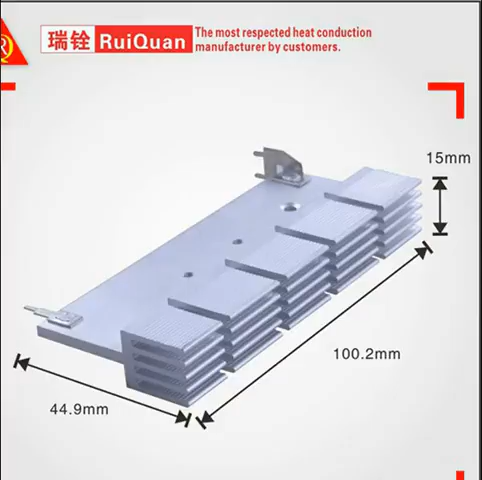 瑞铨 RuiQuan
The most respected heat conduction
manufacturer by customers.
15mm
100.2mm
44.9mm